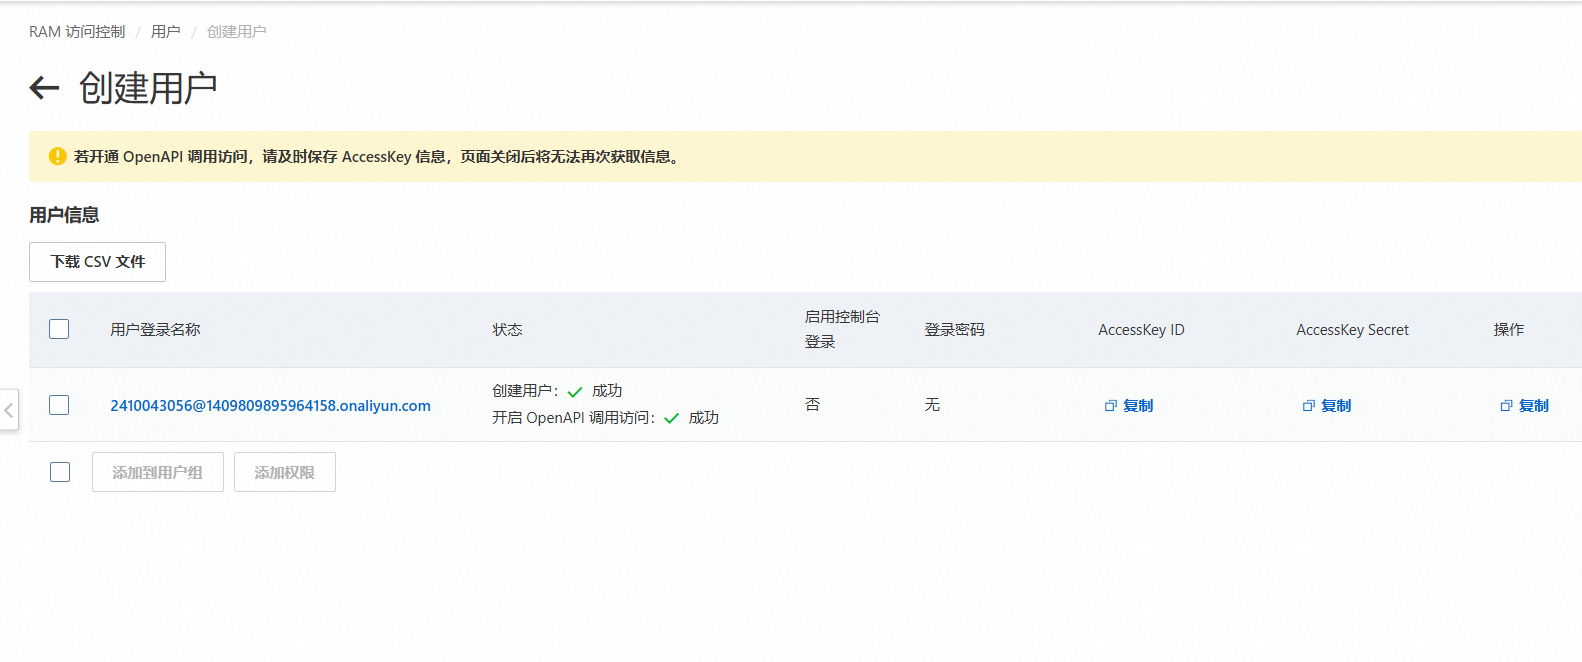 RAM 访问控制 / 用户 / 创建用户
创建用户
若开通 OpenAPI 调用访问，请及时保存 AccessKey 信息，页面关闭后将无法再次获取信息。
用户信息
下载 CSV 文件
用户登录名称 状态 启用控制台登录 登录密码 AccessKey ID AccessKey Secret 操作
2410043056@1409809895964158.onaliyun.com 创建用户： 成功 否 无 复制 复制 复制
开启 OpenAPI 调用访问： 成功
添加到用户组 添加权限